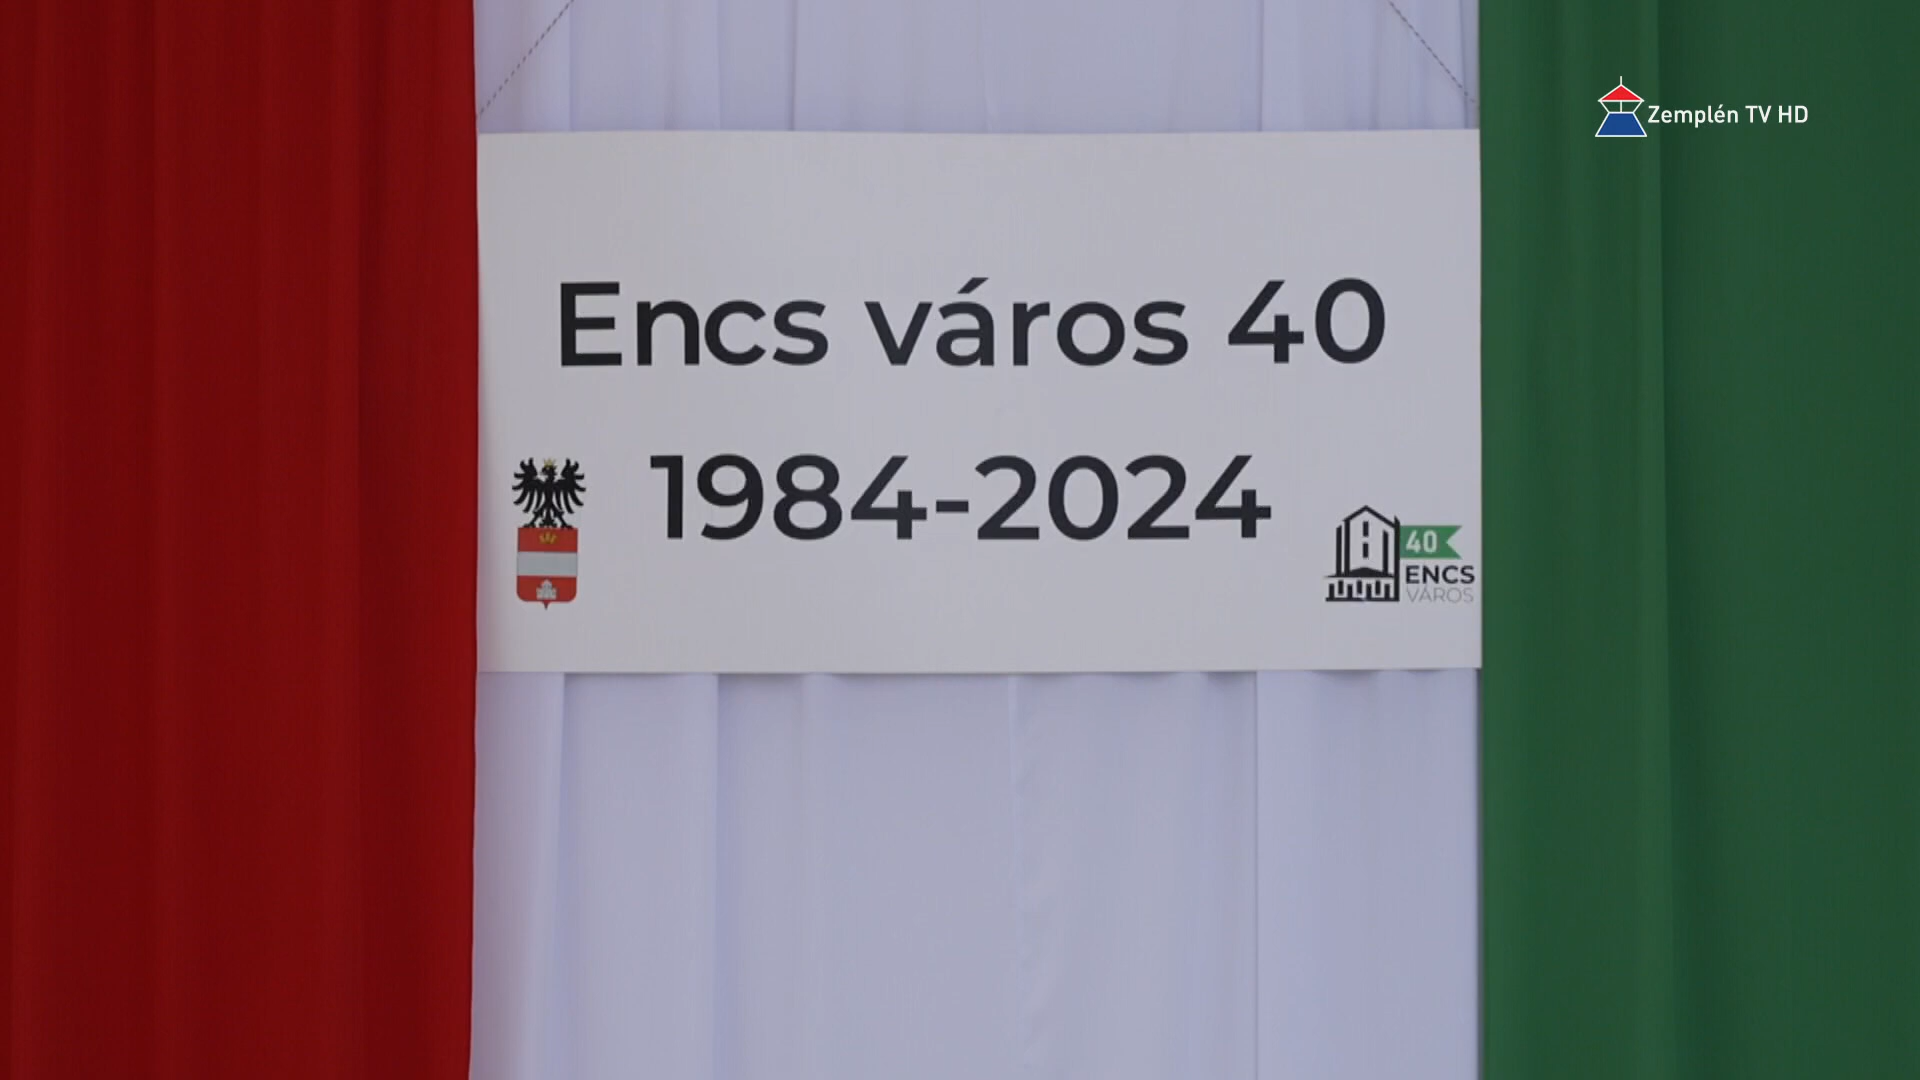 Zemplén TV HD
Encs város 40
1984-2024
40
ENCS
VÁROS